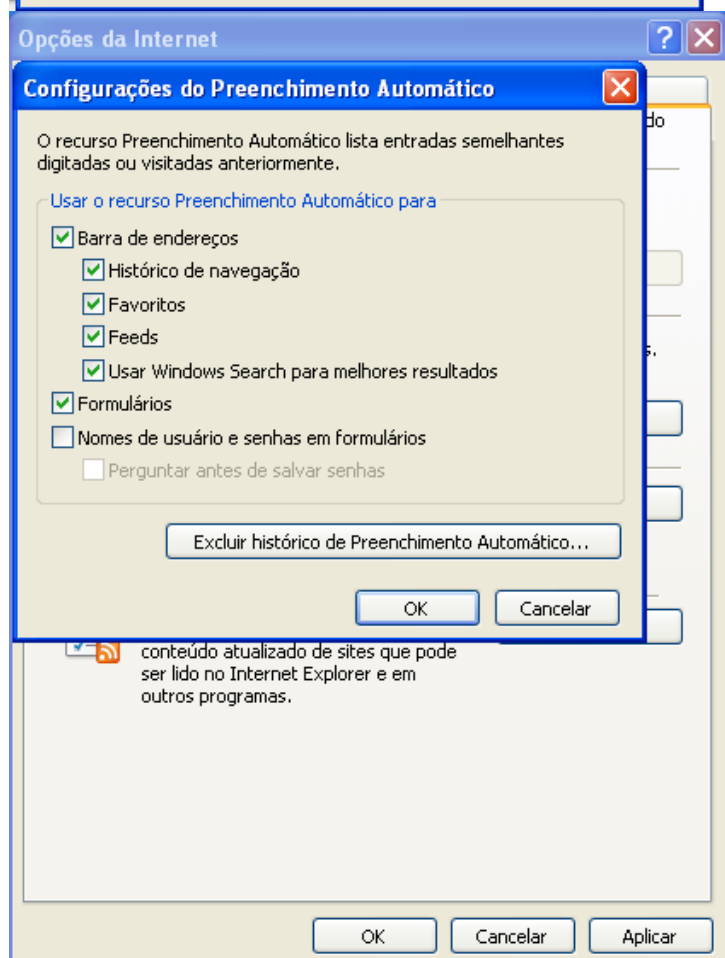 Opções da Internet
Configurações do Preenchimento Automático
do
O recurso Preenchimento Automático lista entradas semelhantes
digitadas ou visitadas anteriormente.
Usar o recurso Preenchimento Automático para
Barra de endereços
Histórico de navegação
Favoritos
Feeds
s.
Usar Windows Search para melhores resultados
Formulários
Nomes de usuário e senhas em formulários
Perguntar antes de salvar senhas
Excluir histórico de Preenchimento Automático...
OK Cancelar
conteúdo atualizado de sites que pode
ser lido no Internet Explorer e em
outros programas.
OK Cancelar Aplicar